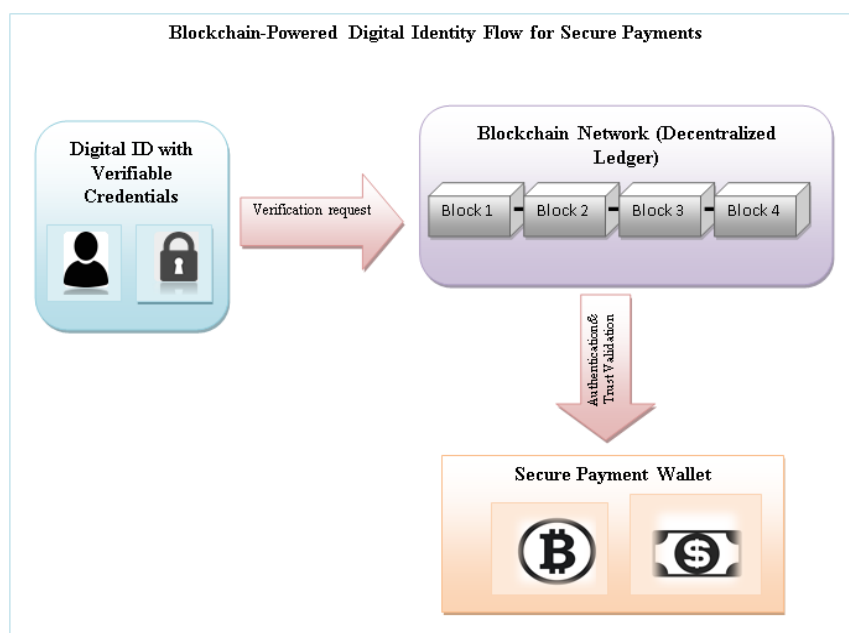 Blockchain-Powered Digital Identity Flow for Secure Payments
Digital ID with
Verifiable
Credentials
Verification request
Blockchain Network (Decentralized
Ledger)
Block 1
Block 2
Block 3
Block 4
Authentication&
Trust Validation
Secure Payment Wallet